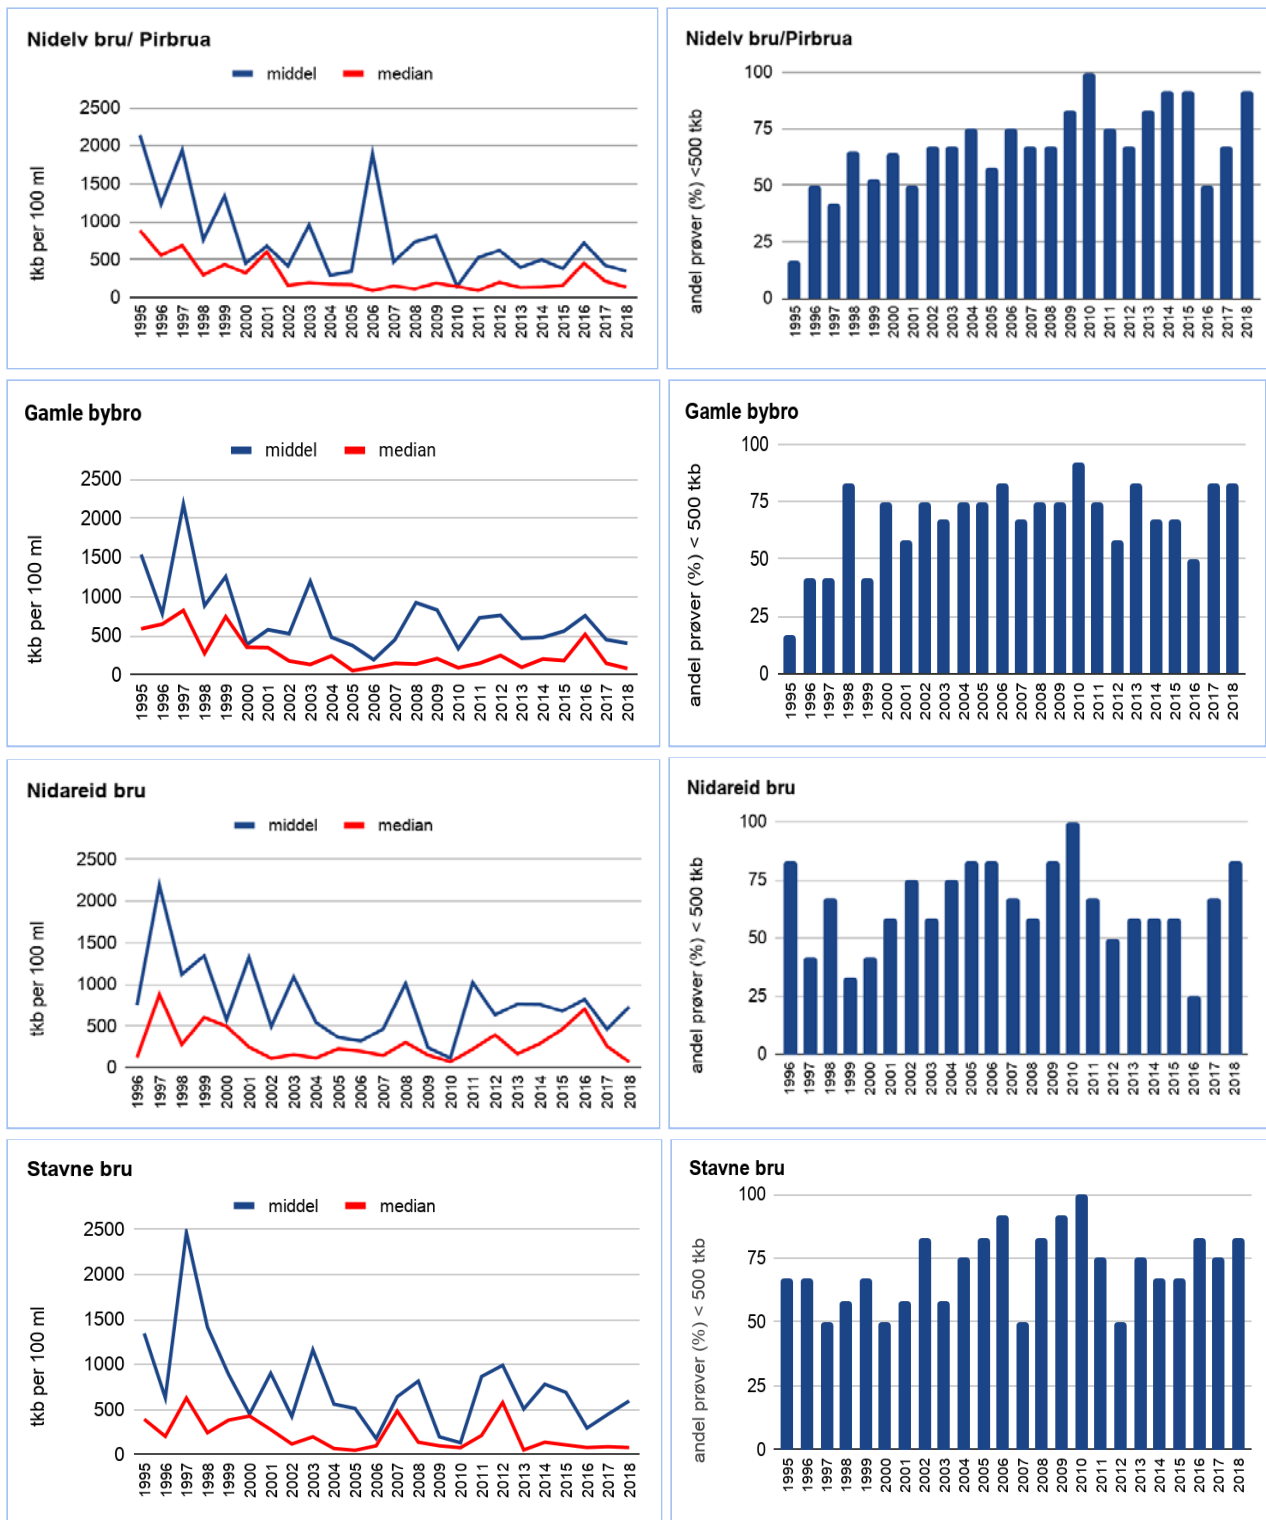 Nidelv bru/ Pirbrua
middel median
tkb per 100 ml
2500
2000
1500
1000
500
0
1995 1996 1997 1998 1999 2000 2001 2002 2003 2004 2005 2006 2007 2008 2009 2010 2011 2012 2013 2014 2015 2016 2017 2018
Nidelv bru/Pirbrua
andel prøver (%) <500 tkb
100
75
50
25
0
1995 1996 1997 1998 1999 2000 2001 2002 2003 2004 2005 2006 2007 2008 2009 2010 2011 2012 2013 2014 2015 2016 2017 2018
Gamle bybro
middel median
tkb per 100 ml
2500
2000
1500
1000
500
0
1995 1996 1997 1998 1999 2000 2001 2002 2003 2004 2005 2006 2007 2008 2009 2010 2011 2012 2013 2014 2015 2016 2017 2018
Gamle bybro
andel prøver (%) < 500 tkb
100
75
50
25
0
1995 1996 1997 1998 1999 2000 2001 2002 2003 2004 2005 2006 2007 2008 2009 2010 2011 2012 2013 2014 2015 2016 2017 2018
Nidareid bru
middel median
tkb per 100 ml
2500
2000
1500
1000
500
0
1996 1997 1998 1999 2000 2001 2002 2003 2004 2005 2006 2007 2008 2009 2010 2011 2012 2013 2014 2015 2016 2017 2018
Nidareid bru
andel prøver (%) < 500 tkb
100
75
50
25
0
1996 1997 1998 1999 2000 2001 2002 2003 2004 2005 2006 2007 2008 2009 2010 2011 2012 2013 2014 2015 2016 2017 2018
Stavne bru
middel median
tkb per 100 ml
2500
2000
1500
1000
500
0
1995 1996 1997 1998 1999 2000 2001 2002 2003 2004 2005 2006 2007 2008 2009 2010 2011 2012 2013 2014 2015 2016 2017 2018
Stavne bru
andel prøver (%) < 500 tkb
100
75
50
25
0
1995 1996 1997 1998 1999 2000 2001 2002 2003 2004 2005 2006 2007 2008 2009 2010 2011 2012 2013 2014 2015 2016 2017 2018